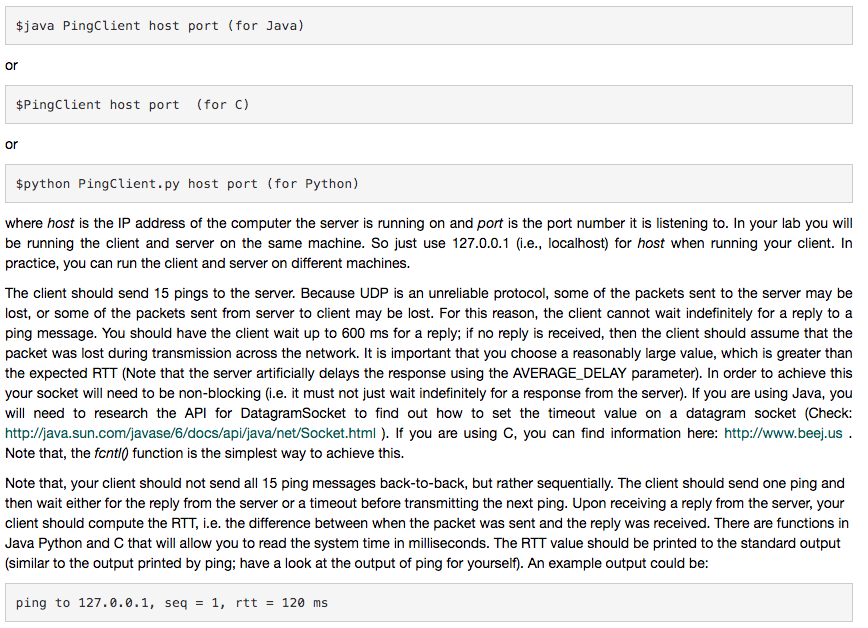 $java PingClient host port (for Java)
or
$PingClient host port  (for C)
or
$python PingClient.py host port (for Python)
where host is the IP address of the computer the server is running on and port is the port number it is listening to. In your lab you will
be running the client and server on the same machine. So just use 127.0.0.1 (i.e., localhost) for host when running your client. In
practice, you can run the client and server on different machines.
The client should send 15 pings to the server. Because UDP is an unreliable protocol, some of the packets sent to the server may be
lost, or some of the packets sent from server to client may be lost. For this reason, the client cannot wait indefinitely for a reply to a
ping message. You should have the client wait up to 600 ms for a reply; if no reply is received, then the client should assume that the
packet was lost during transmission across the network. It is important that you choose a reasonably large value, which is greater than
the expected RTT (Note that the server artificially delays the response using the AVERAGE_DELAY parameter). In order to achieve this
your socket will need to be non-blocking (i.e. it must not just wait indefinitely for a response from the server). If you are using Java, you
will need to research the API for DatagramSocket to find out how to set the timeout value on a datagram socket (Check:
http://java.sun.com/javase/6/docs/api/java/net/Socket.html ). If you are using C, you can find information here: http://www.beej.us .
Note that, the fcntl() function is the simplest way to achieve this.
Note that, your client should not send all 15 ping messages back-to-back, but rather sequentially. The client should send one ping and
then wait either for the reply from the server or a timeout before transmitting the next ping. Upon receiving a reply from the server, your
client should compute the RTT, i.e. the difference between when the packet was sent and the reply was received. There are functions in
Java Python and C that will allow you to read the system time in milliseconds. The RTT value should be printed to the standard output
(similar to the output printed by ping; have a look at the output of ping for yourself). An example output could be:
ping to 127.0.0.1, seq = 1, rtt = 120 ms